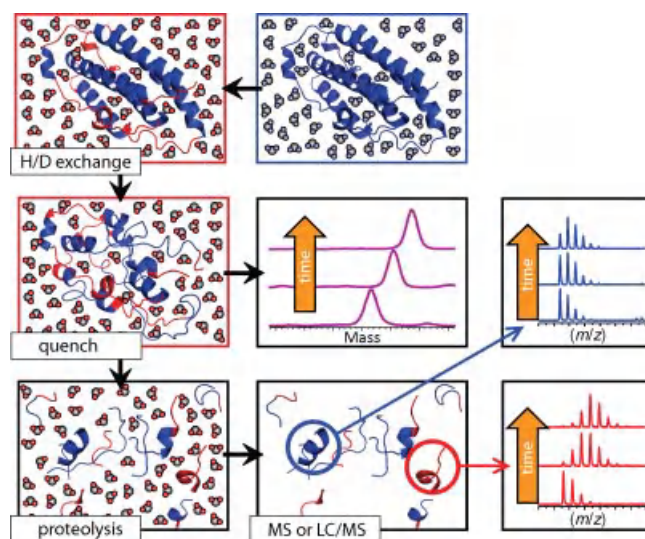 H/D exchange
time
Mass
time
(m/z)
quench
time
(m/z)
proteolysis
MS or LC/MS